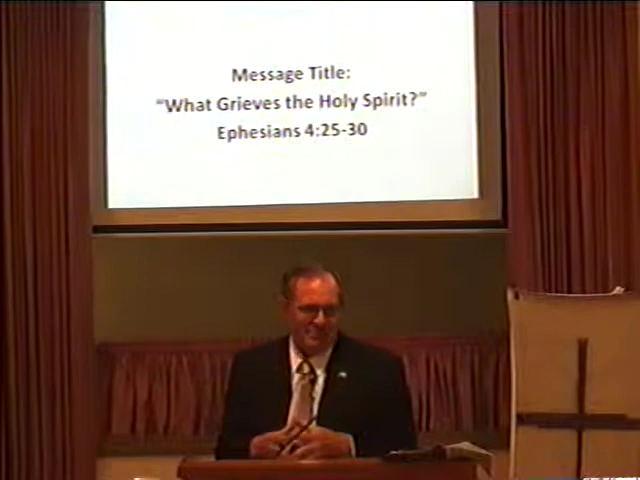 Message Title:
“What Grieves the Holy Spirit?”
Ephesians 4:25-30